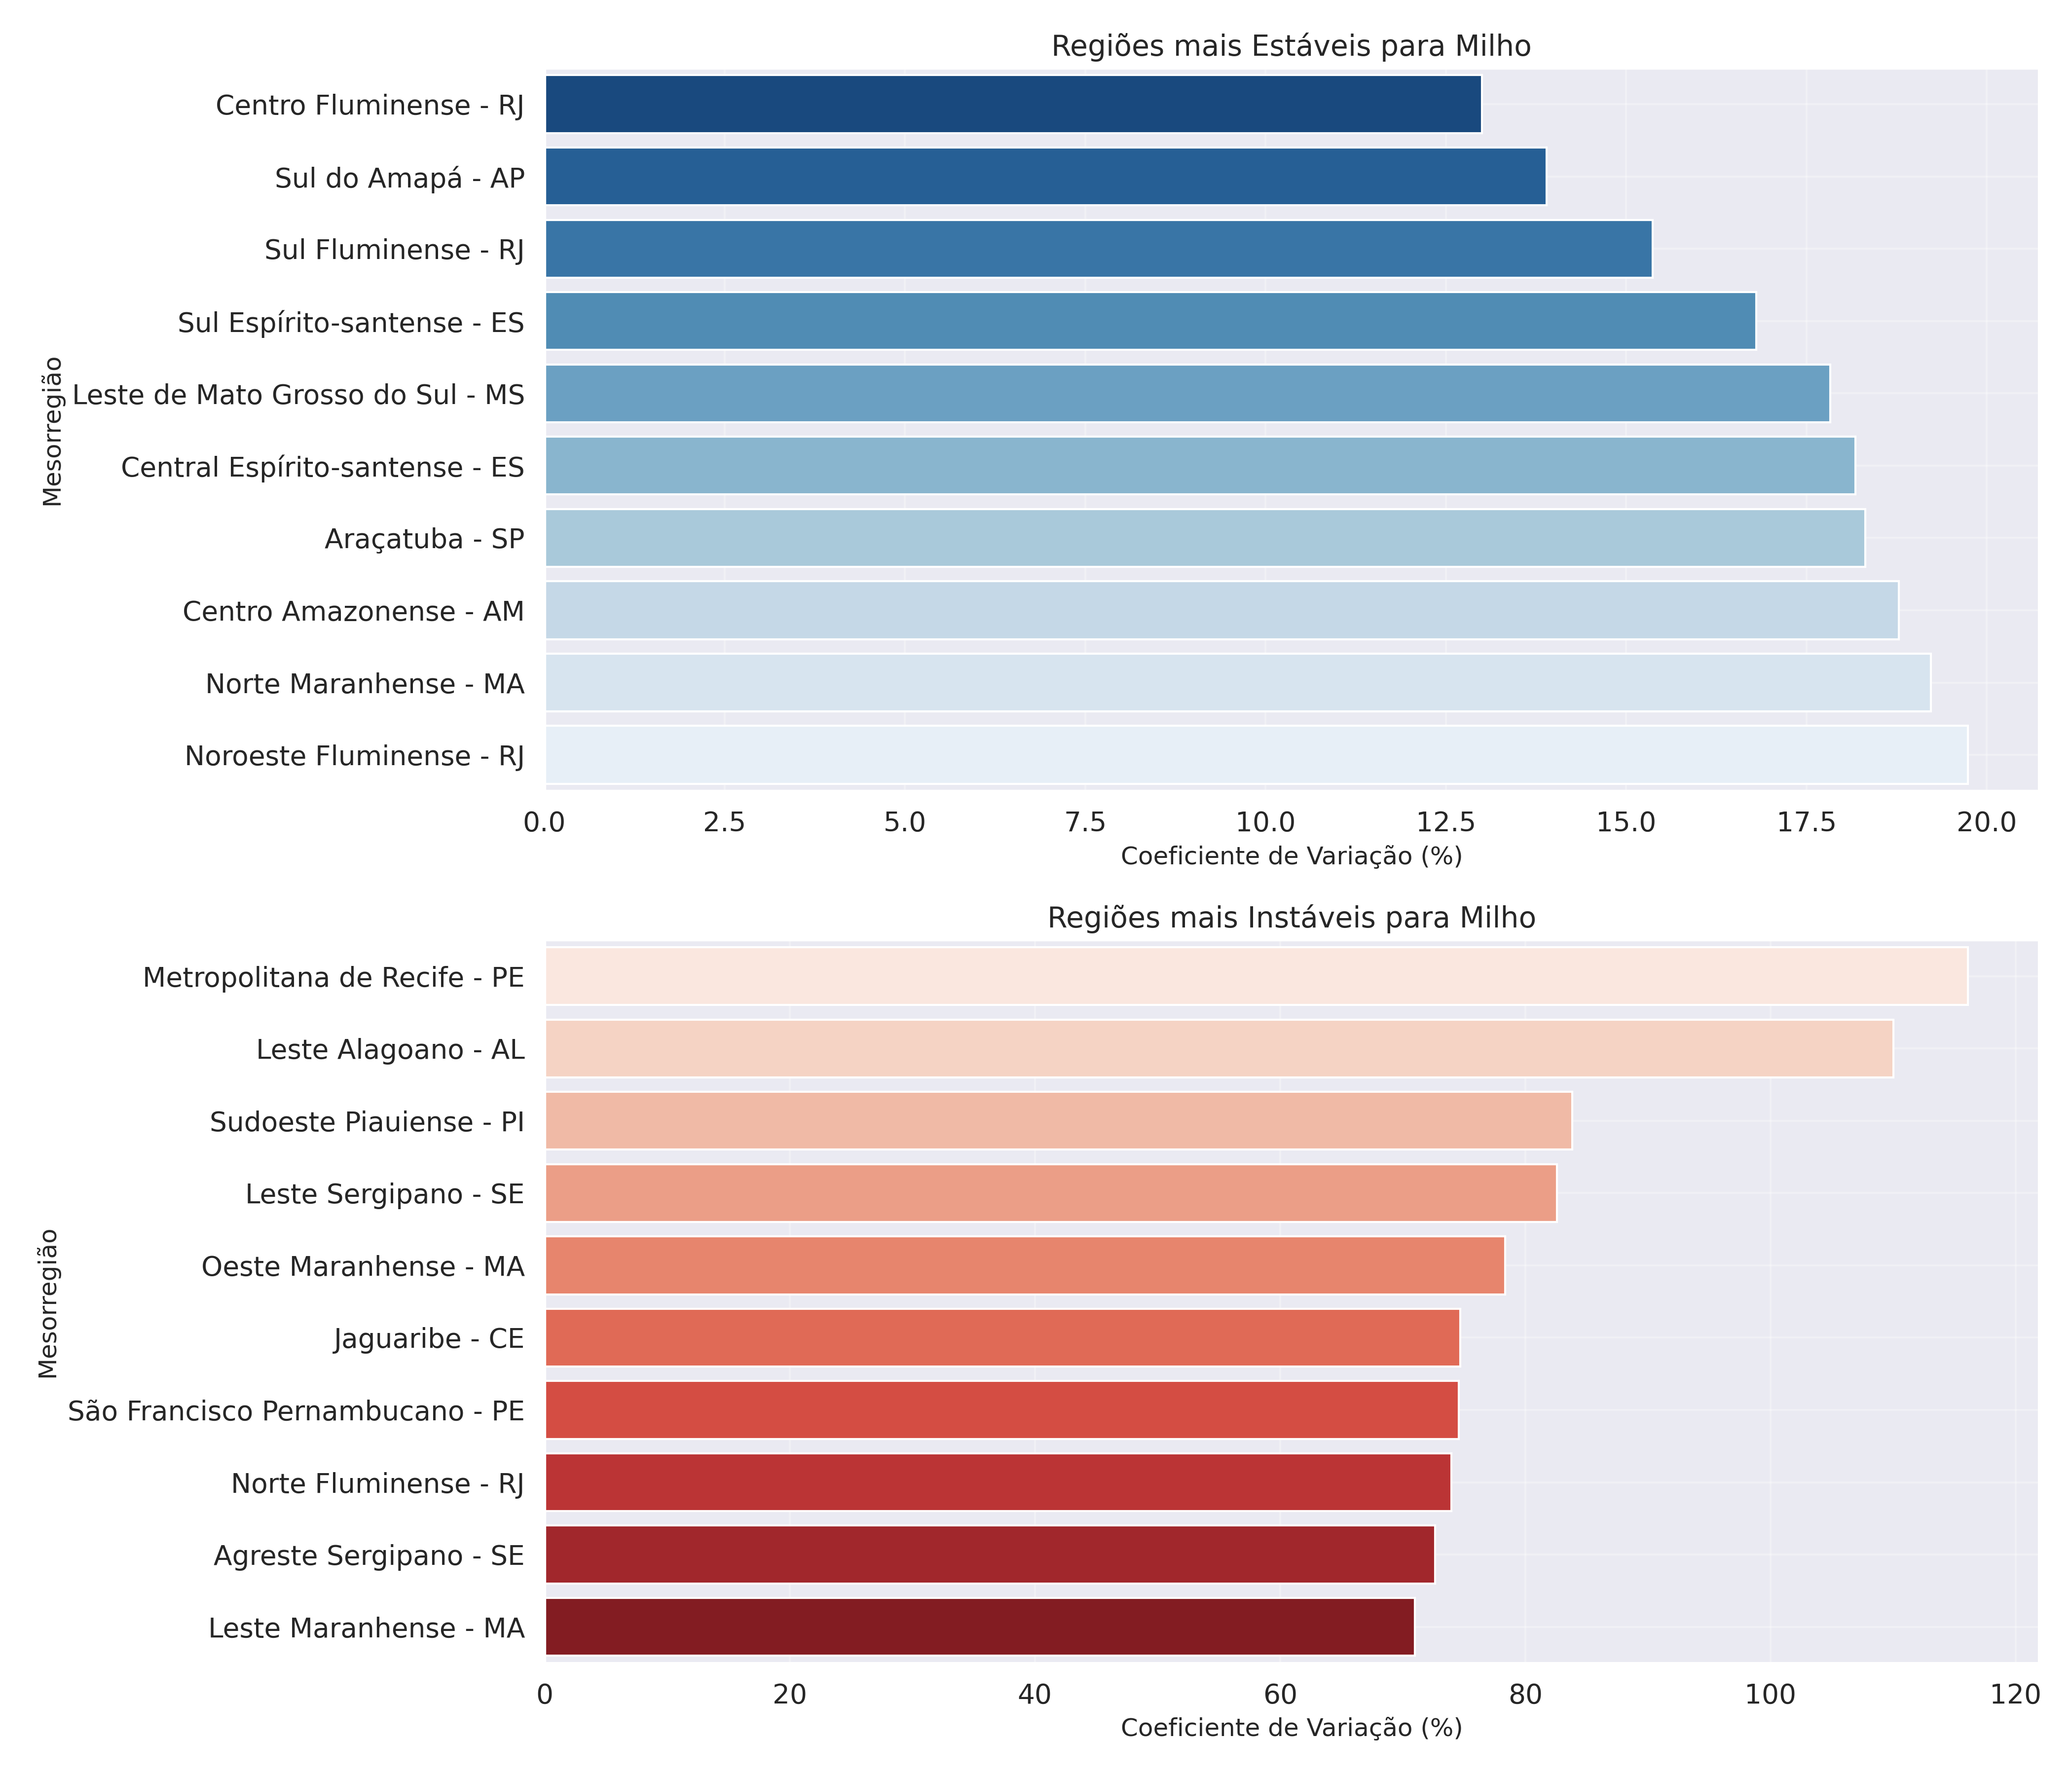 Regiões mais Estáveis para Milho
Mesorregião
Centro Fluminense - RJ
Sul do Amapá - AP
Sul Fluminense - RJ
Sul Espírito-santense - ES
Leste de Mato Grosso do Sul - MS
Central Espírito-santense - ES
Araçatuba - SP
Centro Amazonense - AM
Norte Maranhense - MA
Noroeste Fluminense - RJ
0.0 2.5 5.0 7.5 10.0 12.5 15.0 17.5 20.0
Coeficiente de Variação (%)
Regiões mais Instáveis para Milho
Mesorregião
Metropolitana de Recife - PE
Leste Alagoano - AL
Sudoeste Piauiense - PI
Leste Sergipano - SE
Oeste Maranhense - MA
Jaguaribe - CE
São Francisco Pernambucano - PE
Norte Fluminense - RJ
Agreste Sergipano - SE
Leste Maranhense - MA
0 20 40 60 80 100 120
Coeficiente de Variação (%)